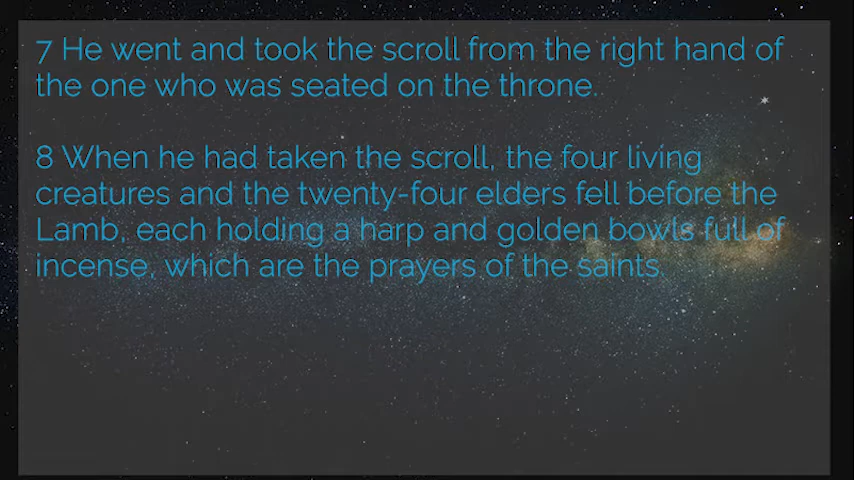 7 He went and took the scroll from the right hand of
the one who was seated on the throne.
8 When he had taken the scroll, the four living
creatures and the twenty-four elders fell before the
Lamb, each holding a harp and golden bowls full of
incense, which are the prayers of the saints.